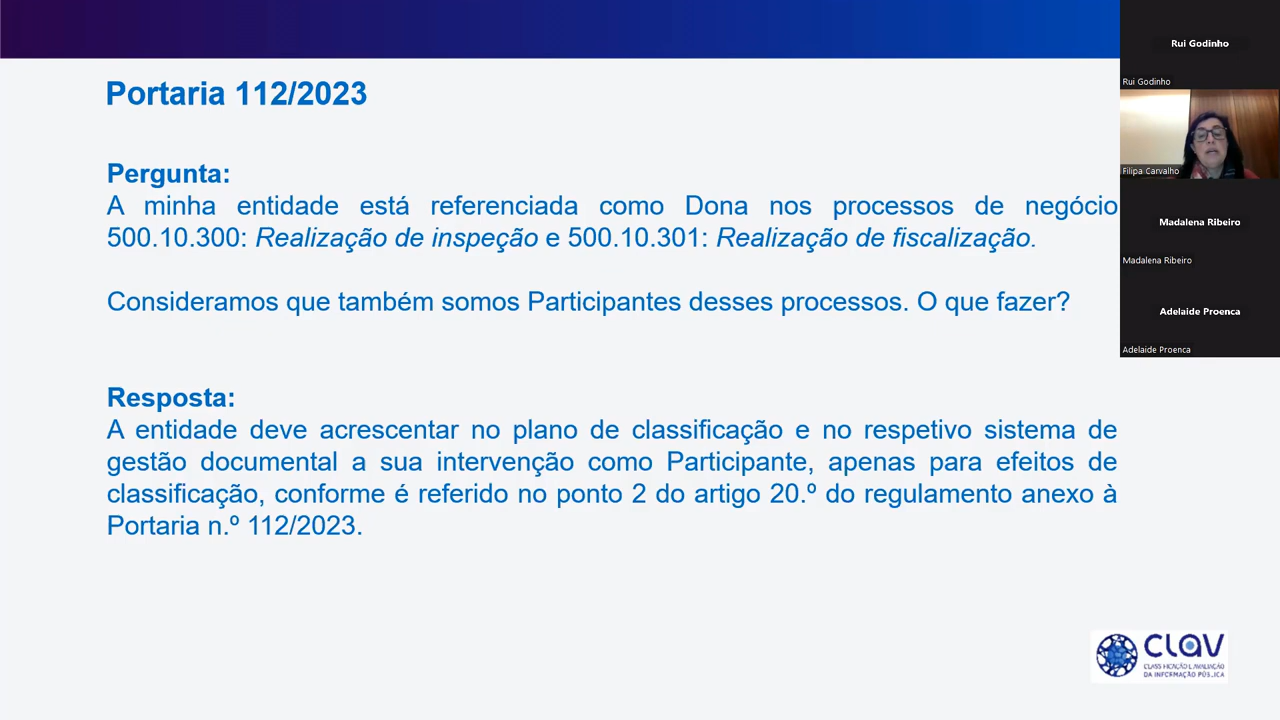 Portaria 112/2023
Pergunta:
A minha entidade está referenciada como Dona nos processos de negócio
500.10.300: Realização de inspeção e 500.10.301: Realização de fiscalização.
Consideramos que também somos Participantes desses processos. O que fazer?
Resposta:
A entidade deve acrescentar no plano de classificação e no respetivo sistema de
gestão documental a sua intervenção como Participante, apenas para efeitos de
classificação, conforme é referido no ponto 2 do artigo 20.º do regulamento anexo à
Portaria n.º 112/2023.
Rui Godinho
Rui Godinho
Filipa Carvalho
Madalena Ribeiro
Madalena Ribeiro
Adelaide Proenca
Adelaide Proenca
CLAV
CLASSIFICAÇÃO E AVALIAÇÃO
DA INFORMAÇÃO PÚBLICA